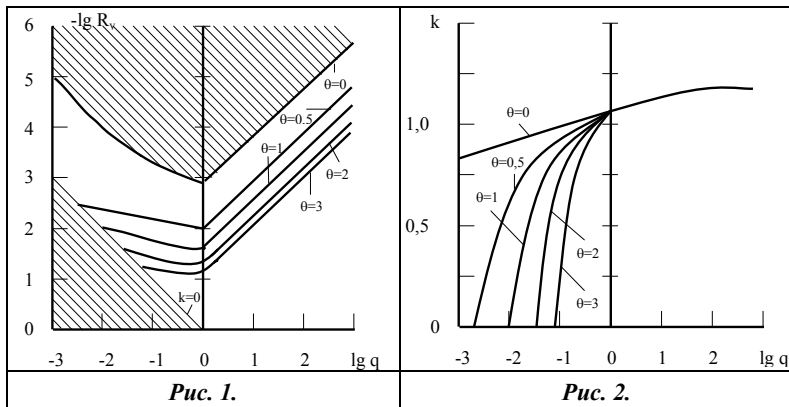 6
-lg Rᵥ
5
θ=0
θ=0.5
4
θ=1
3
θ=2
θ=3
2
1
k=0
0
-3 -2 -1 0 1 2 lg q
Рис. 1.
k
1,0
θ=0
θ=0,5
θ=1
0,5
θ=2
θ=3
0
-3 -2 -1 0 1 2 lg q
Рис. 2.